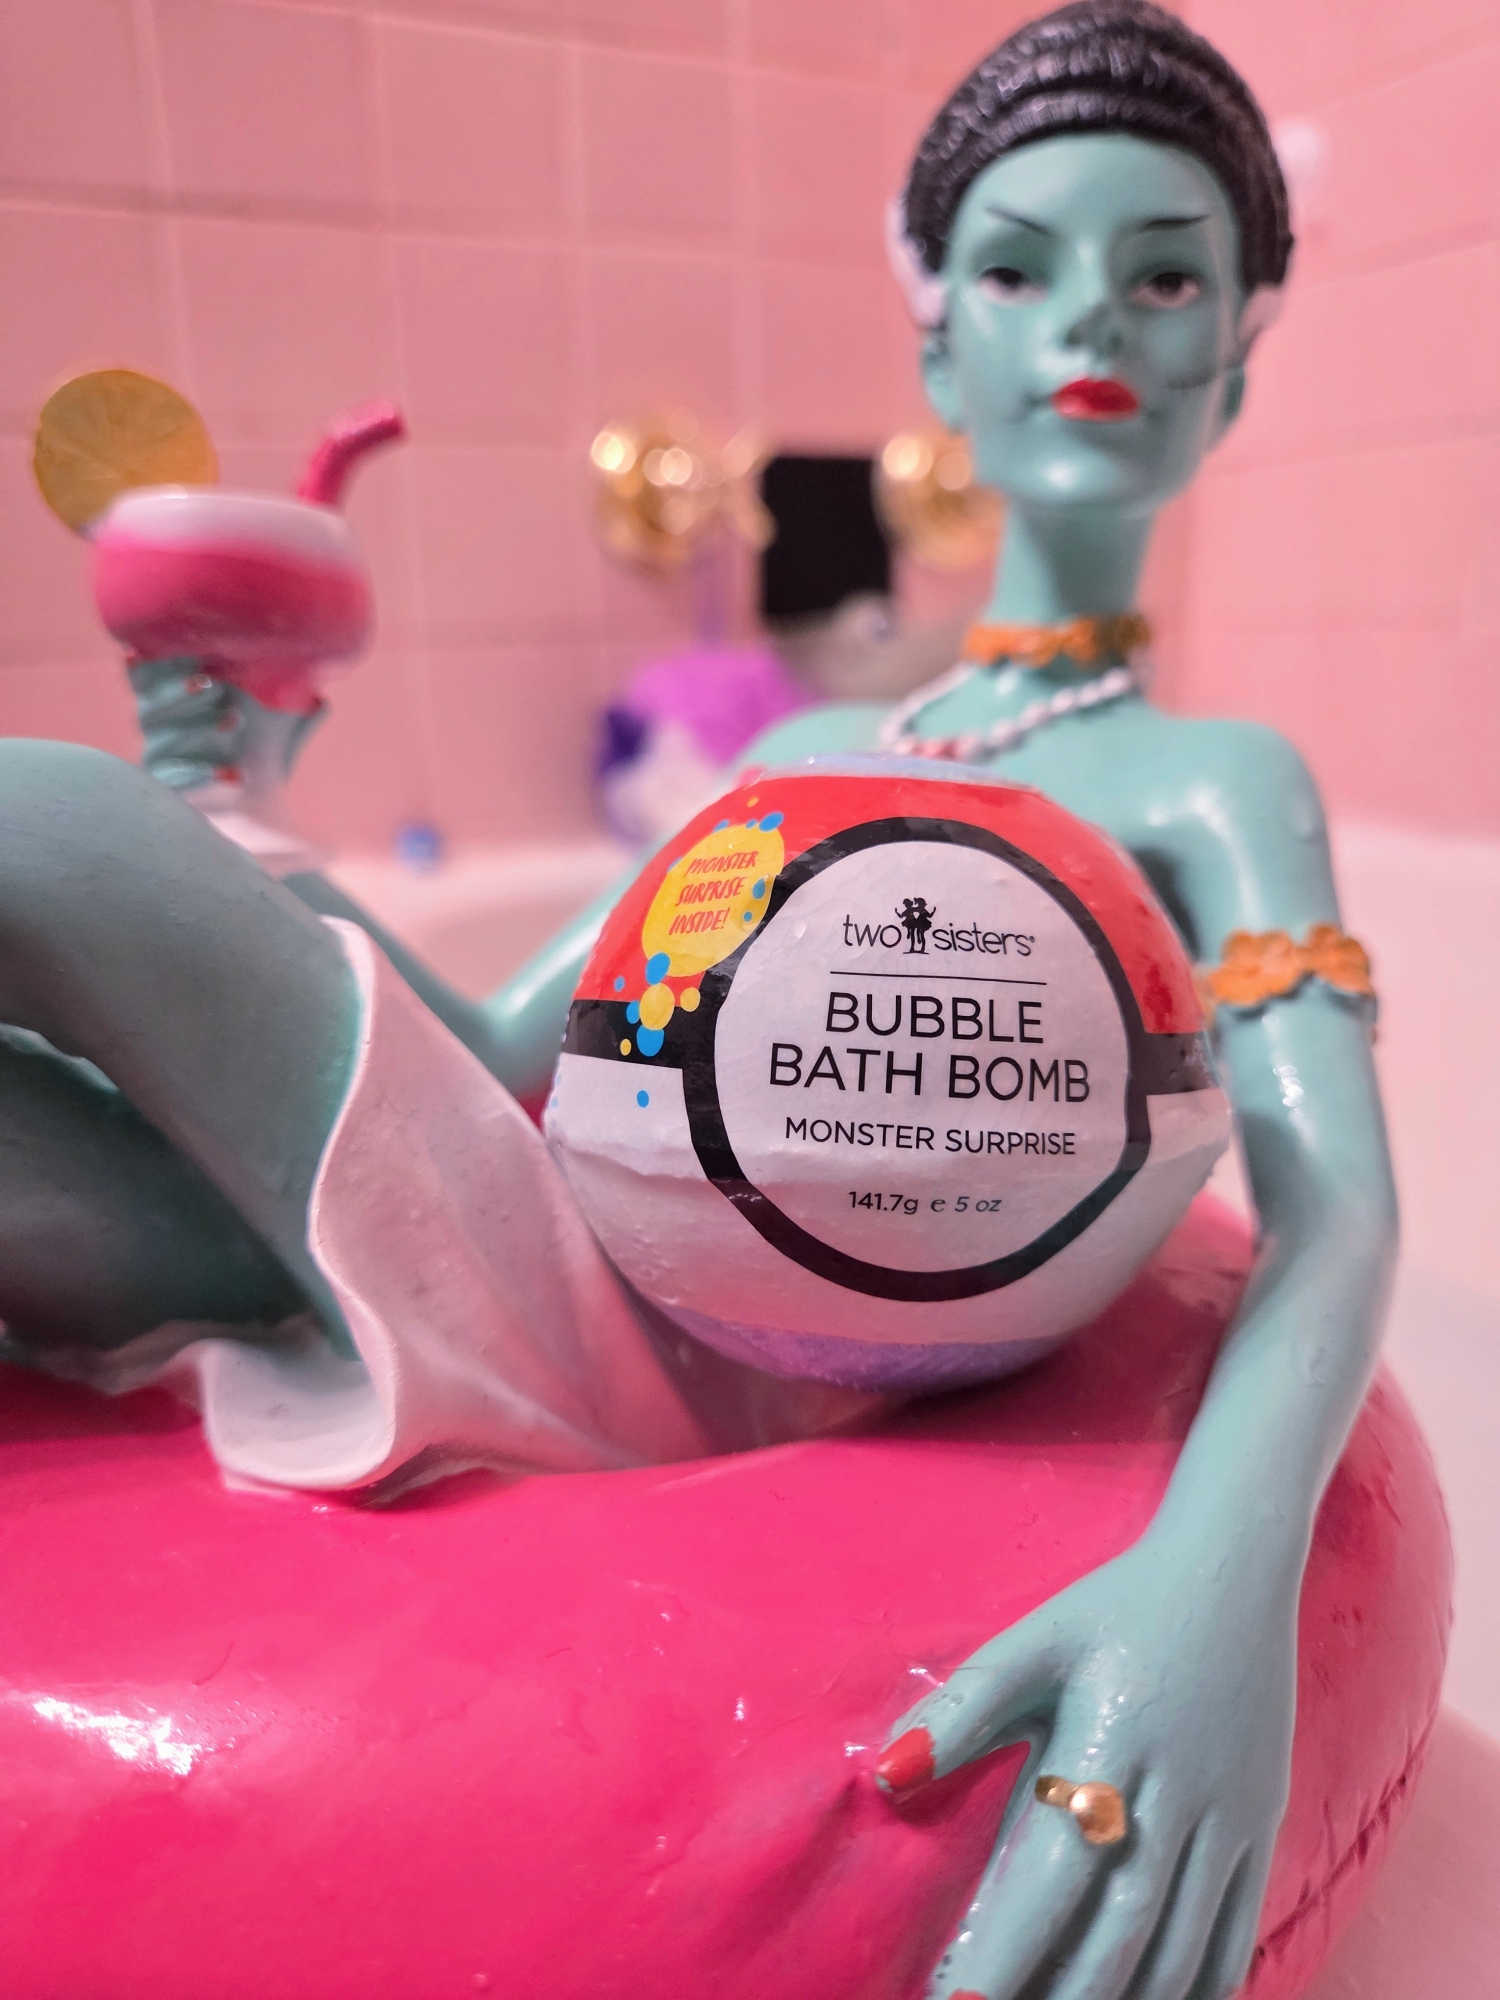 MONSTER
SURPRISE
INSIDE!
two sisters®
BUBBLE
BATH BOMB
MONSTER SURPRISE
141.7g e 5 oz